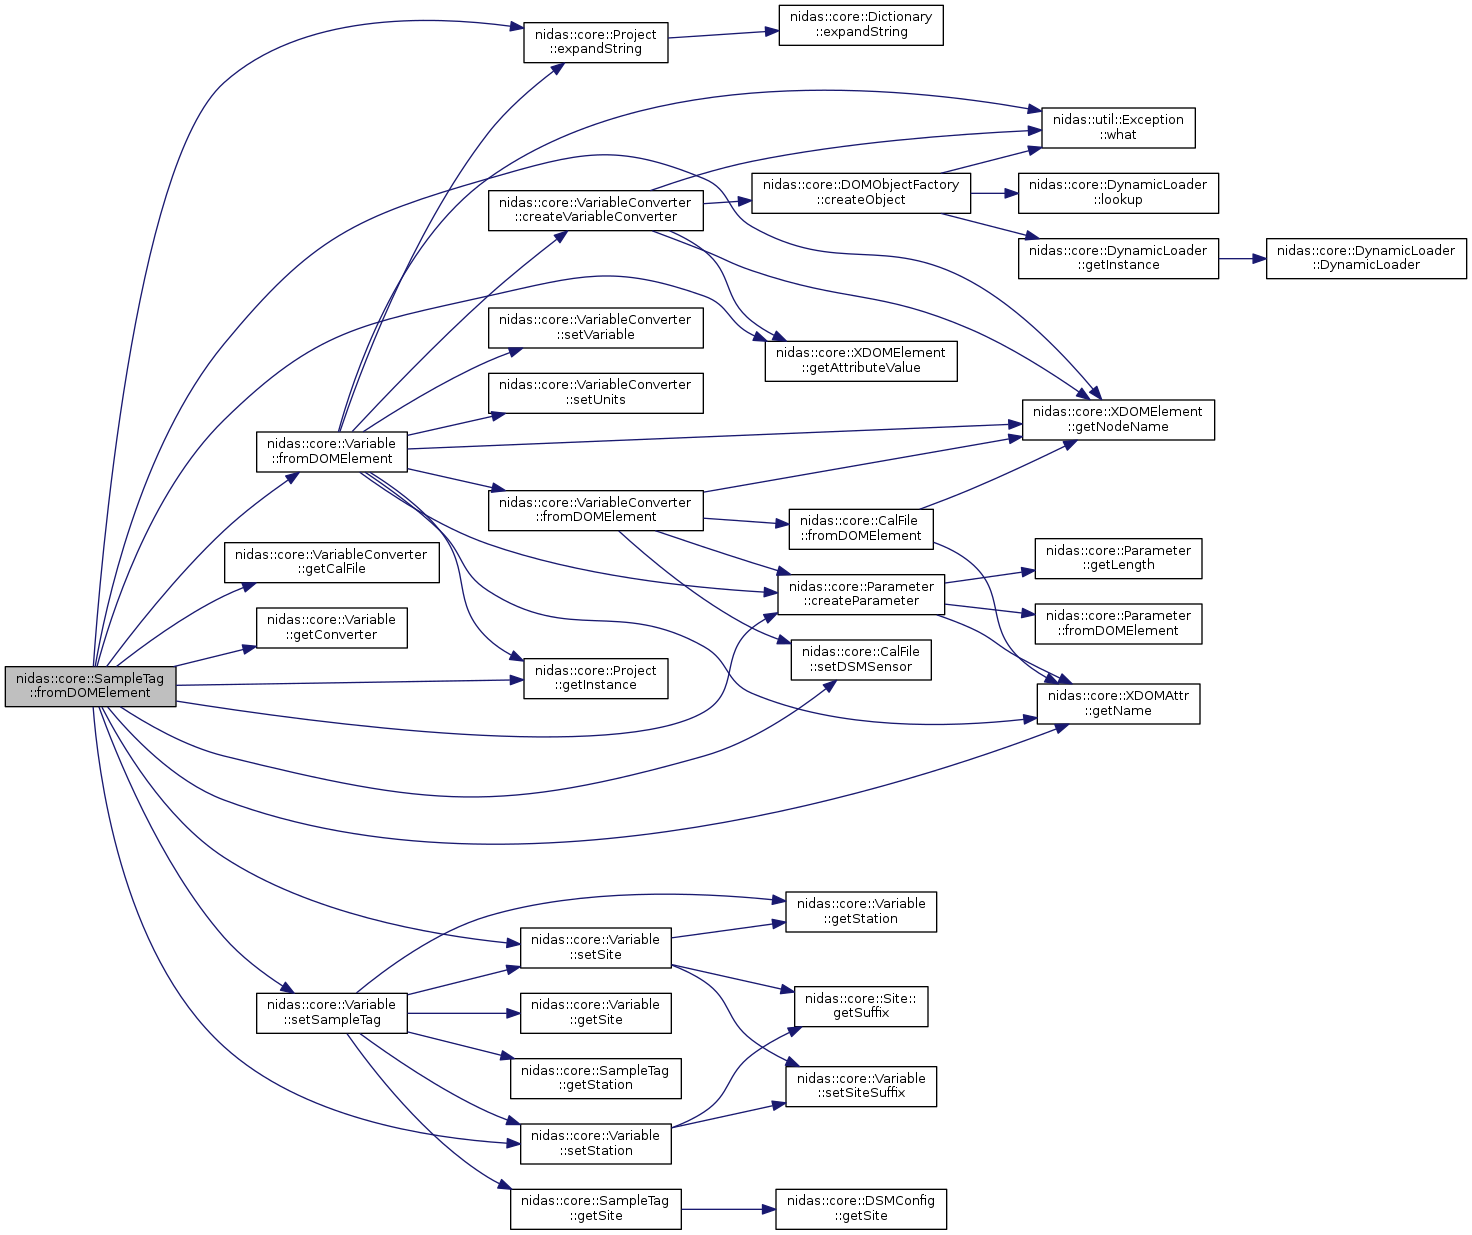 nidas::core::Dictionary
::expandString
nidas::core::Project
::expandString
nidas::util::Exception
::what
nidas::core::DOMObjectFactory
::createObject
nidas::core::DynamicLoader
::lookup
nidas::core::VariableConverter
::createVariableConverter
nidas::core::DynamicLoader
::getInstance
nidas::core::DynamicLoader
::DynamicLoader
nidas::core::VariableConverter
::setVariable
nidas::core::XDOMElement
::getAttributeValue
nidas::core::VariableConverter
::setUnits
nidas::core::XDOMElement
::getNodeName
nidas::core::Variable
::fromDOMElement
nidas::core::VariableConverter
::fromDOMElement
nidas::core::CalFile
::fromDOMElement
nidas::core::VariableConverter
::getCalFile
nidas::core::Parameter
::getLength
nidas::core::Parameter
::createParameter
nidas::core::Variable
::getConverter
nidas::core::Parameter
::fromDOMElement
nidas::core::CalFile
::setDSMSensor
nidas::core::SampleTag
::fromDOMElement
nidas::core::Project
::getInstance
nidas::core::XDOMAttr
::getName
nidas::core::Variable
::getStation
nidas::core::Variable
::setSite
nidas::core::Variable
::setSampleTag
nidas::core::Variable
::getSite
nidas::core::Site::
getSuffix
nidas::core::SampleTag
::getStation
nidas::core::Variable
::setSiteSuffix
nidas::core::Variable
::setStation
nidas::core::SampleTag
::getSite
nidas::core::DSMConfig
::getSite